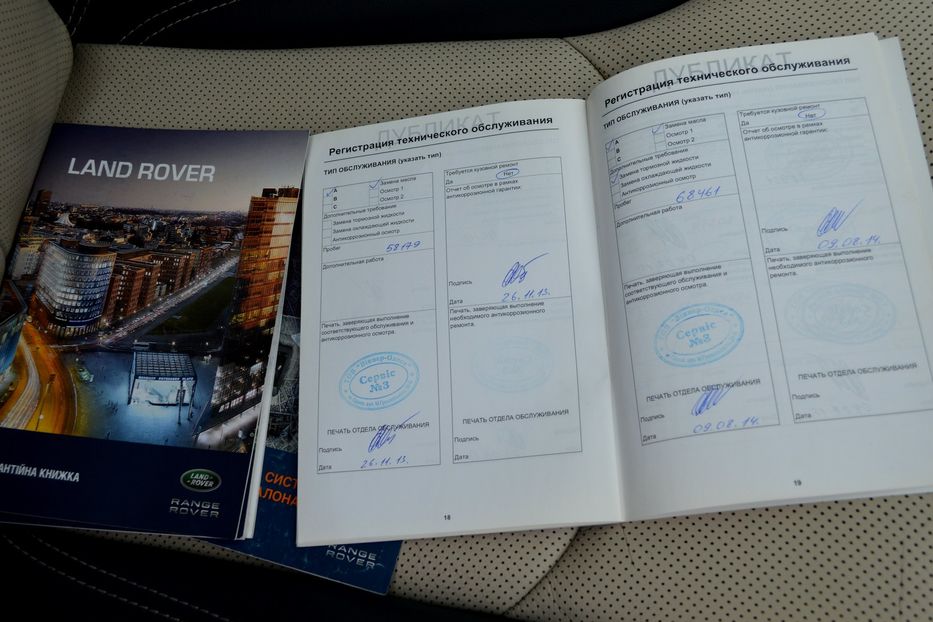 LAND ROVER
АНТІЙНА КНИЖКА
LAND
ROVER
RANGE
ROVER
СИСТ
АЛОНА
RANGE
ROVER
ДУБЛИКАТ
Регистрация технического обслуживания
ТИП ОБСЛУЖИВАНИЯ (указать тип)
A
B
C
Замена масла
Осмотр 1
Осмотр 2
Дополнительные требования
Замена тормозной жидкости
Замена охлаждающей жидкости
Антикоррозионный осмотр
Пробег 58179
Дополнительная работа
Печать, заверяющая выполнение
соответствующего обслуживания и
антикоррозионного осмотра.
Сервіс
№3
ПЕЧАТЬ ОТДЕЛА ОБСЛУЖИВАНИЯ
Подпись
Дата 26.11.13.
Требуется кузовной ремонт
Да Нет
Отчет об осмотре в рамках
антикоррозионной гарантии:
Подпись
Дата 26.11.13.
Печать, заверяющая выполнение
необходимого антикоррозионного
ремонта.
ПЕЧАТЬ ОТДЕЛА ОБСЛУЖИВАНИЯ
Подпись
Дата
18
ДУБЛИКАТ
Регистрация технического обслуживания
ТИП ОБСЛУЖИВАНИЯ (указать тип)
A
B
C
Замена масла
Осмотр 1
Осмотр 2
Дополнительные требования
Замена тормозной жидкости
Замена охлаждающей жидкости
Антикоррозионный осмотр
Пробег 68461
Дополнительная работа
Печать, заверяющая выполнение
соответствующего обслуживания и
антикоррозионного осмотра.
Сервіс
№3
ПЕЧАТЬ ОТДЕЛА ОБСЛУЖИВАНИЯ
Подпись
Дата 09.08.14.
Требуется кузовной ремонт
Да Нет
Отчет об осмотре в рамках
антикоррозионной гарантии:
Подпись
Дата 09.08.14.
Печать, заверяющая выполнение
необходимого антикоррозионного
ремонта.
ПЕЧАТЬ ОТДЕЛА ОБСЛУЖИВАНИЯ
Подпись
Дата
19